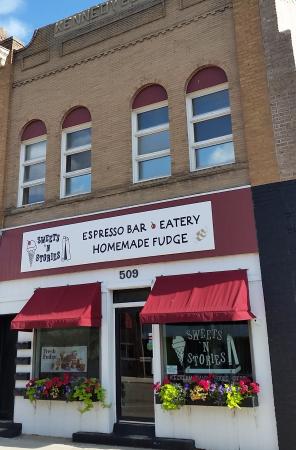 KENNEDY
SWEETS
'N
STORIES
ESPRESSO BAR EATERY
HOMEMADE FUDGE
509
Fresh
Fudge
SWEETS
'N
STORIES